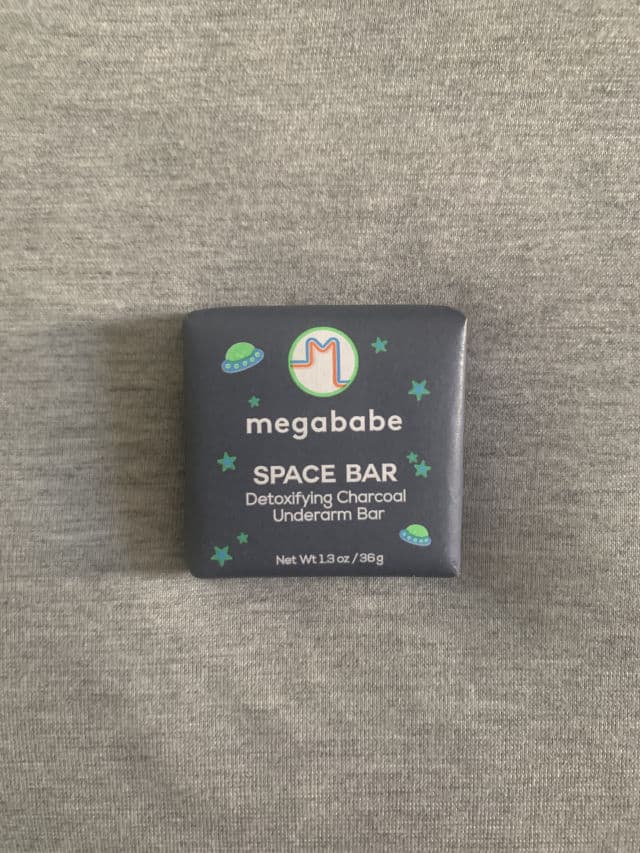 M
megababe
SPACE BAR
Detoxifying Charcoal
Underarm Bar
Net Wt 1.3 oz / 36g